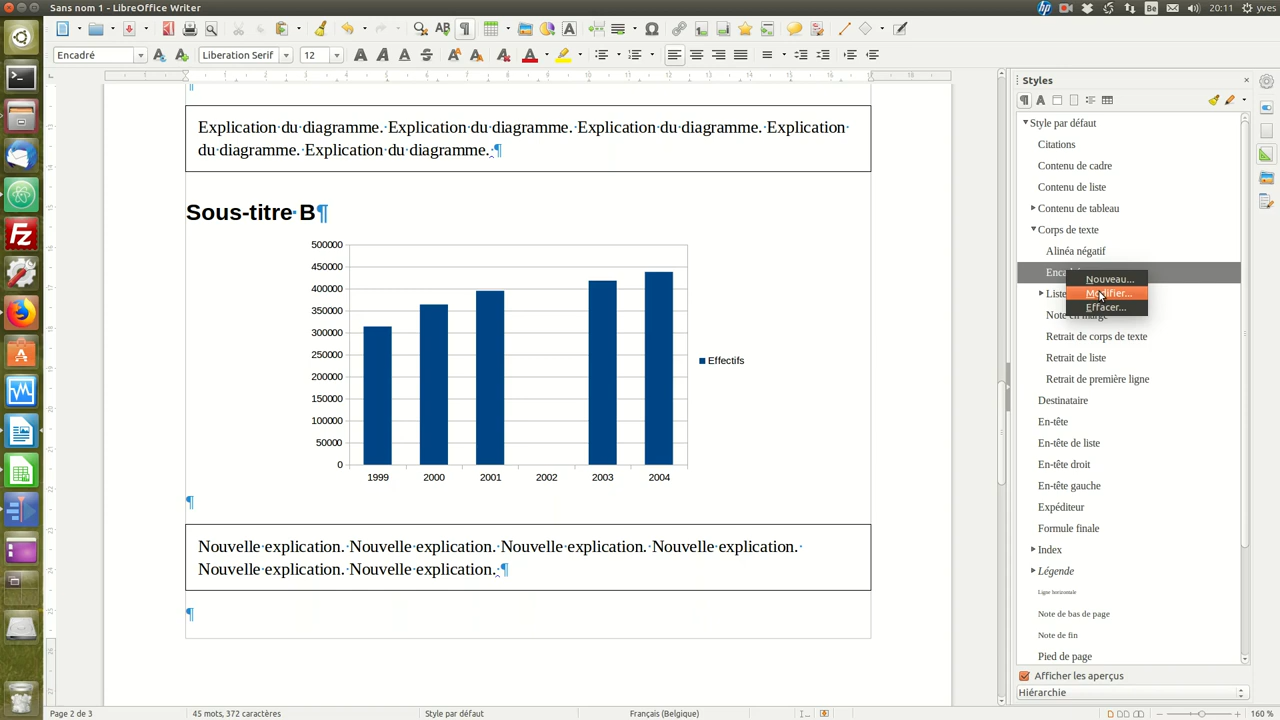 Sans nom 1 - LibreOffice Writer
Be
20:11
yves
Encadré
Liberation Serif
12
Explication du diagramme. Explication du diagramme. Explication du diagramme. Explication
du diagramme. Explication du diagramme. ¶
Sous-titre B¶
500000
450000
400000
350000
300000
250000
200000
150000
100000
50000
0
1999 2000 2001 2002 2003 2004
Effectifs
¶
Nouvelle explication. Nouvelle explication. Nouvelle explication. Nouvelle explication.
Nouvelle explication. Nouvelle explication. ¶
¶
Styles
Style par défaut
Citations
Contenu de cadre
Contenu de liste
Contenu de tableau
Corps de texte
Alinéa négatif
Nouveau...
Modifier...
Effacer...
Liste
Note en marge
Retrait de corps de texte
Retrait de liste
Retrait de première ligne
Destinataire
En-tête
En-tête de liste
En-tête droit
En-tête gauche
Expéditeur
Formule finale
Index
Légende
Ligne horizontale
Note de bas de page
Note de fin
Pied de page
Afficher les aperçus
Hiérarchie
Page 2 de 3
45 mots, 372 caractères
Style par défaut
Français (Belgique)
160 %